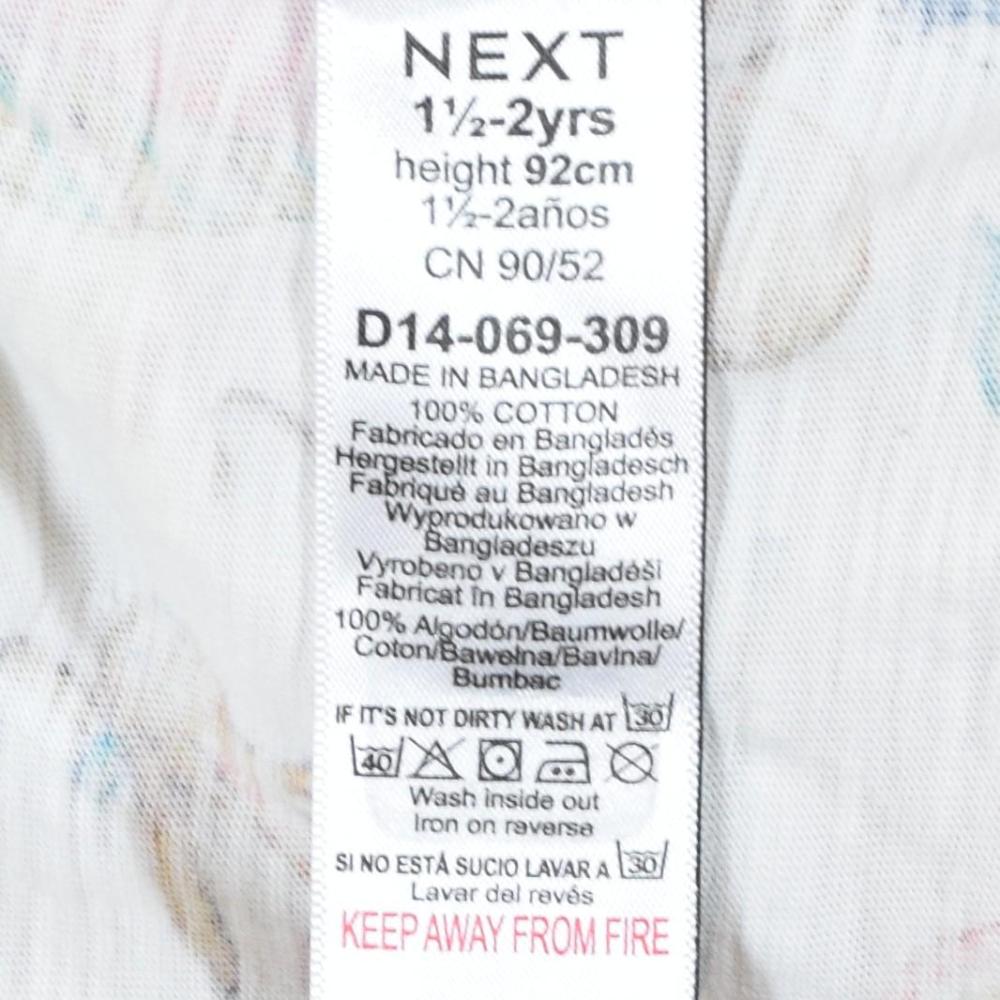 NEXT
1½-2yrs
height 92cm
1½-2años
CN 90/52
D14-069-309
MADE IN BANGLADESH
100% COTTON
Fabricado en Bangladés
Hergestellt in Bangladesch
Fabriqué au Bangladesh
Wyprodukowano w
Bangladeszu
Vyrobeno v Bangladéši
Fabricat în Bangladesh
100% Algodón/Baumwolle/
Coton/Bawełna/Bavlna/
Bumbac
IF IT'S NOT DIRTY WASH AT 30
40
Wash inside out
Iron on reverse
SI NO ESTÁ SUCIO LAVAR A 30
Lavar del revés
KEEP AWAY FROM FIRE